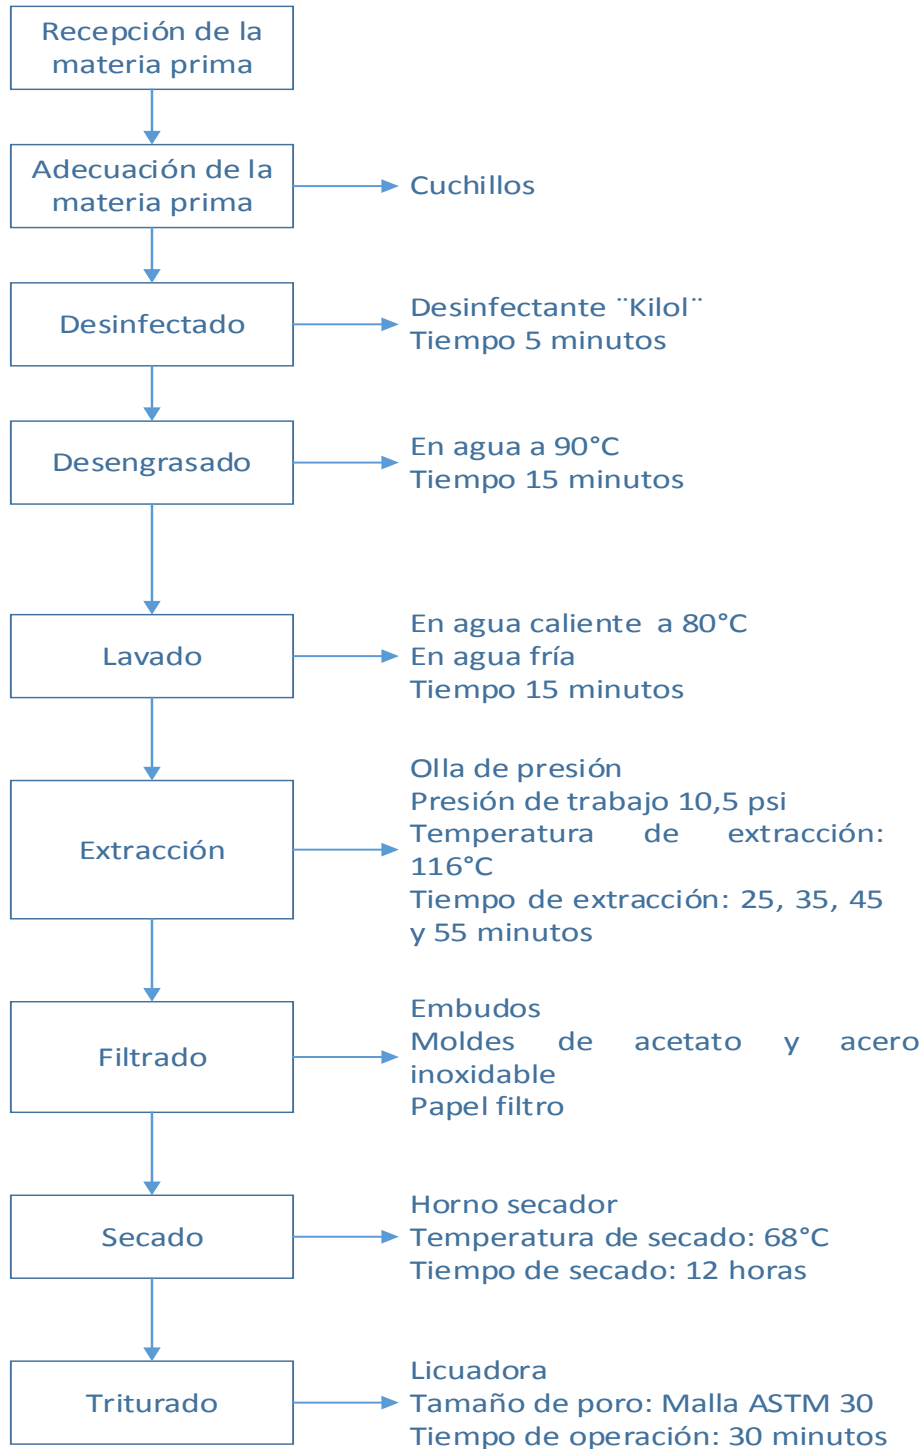 Recepción de la
materia prima
Adecuación de la
materia prima
Cuchillos
Desinfectado
Desinfectante ¨Kilol¨
Tiempo 5 minutos
Desengrasado
En agua a 90°C
Tiempo 15 minutos
Lavado
En agua caliente a 80°C
En agua fría
Tiempo 15 minutos
Extracción
Olla de presión
Presión de trabajo 10,5 psi
Temperatura de extracción:
116°C
Tiempo de extracción: 25, 35, 45
y 55 minutos
Filtrado
Embudos
Moldes de acetato y acero
inoxidable
Papel filtro
Secado
Horno secador
Temperatura de secado: 68°C
Tiempo de secado: 12 horas
Triturado
Licuadora
Tamaño de poro: Malla ASTM 30
Tiempo de operación: 30 minutos